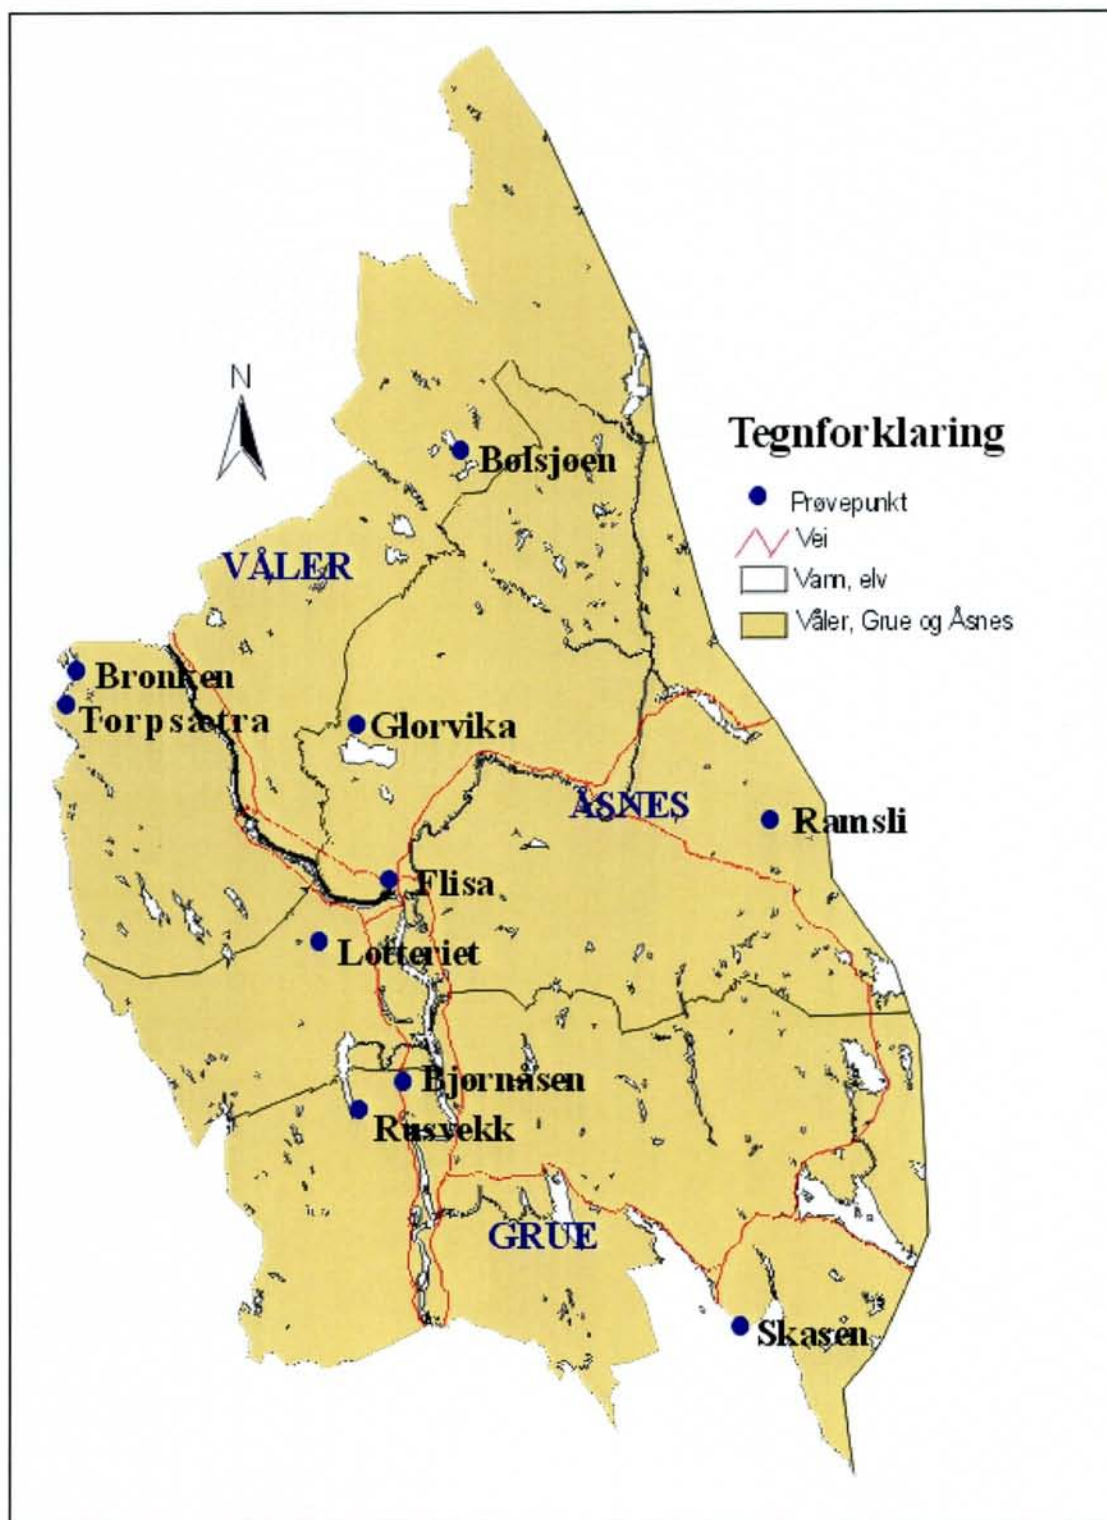 N
Tegnforklaring
Prøvepunkt
Vei
Vann, elv
Våler, Grue og Åsnes
Bølsjøen
VÅLER
Bronken
Torpsætra
Glorvika
ÅSNES
Ramsli
Flisa
Lotteriet
Bjørnåsen
Rusvekk
GRUE
Skasen